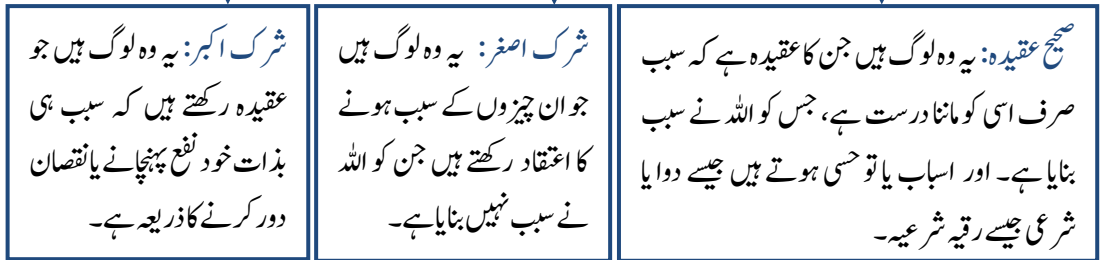 صحیح عقیدہ: یہ وہ لوگ ہیں جن کا عقیدہ ہے کہ سبب
صرف اسی کو ماننا درست ہے، جس کو اللہ نے سبب
بنایا ہے۔ اور اسباب یا تو حسی ہوتے ہیں جیسے دوا یا
شرعی جیسے رقیہ شرعیہ۔
شرک اصغر: یہ وہ لوگ ہیں
جو ان چیزوں کے سبب ہونے
کا اعتقاد رکھتے ہیں جن کو اللہ
نے سبب نہیں بنایا ہے۔
شرک اکبر: یہ وہ لوگ ہیں جو
عقیدہ رکھتے ہیں کہ سبب ہی
بذات خود نفع پہنچانے یا نقصان
دور کرنے کا ذریعہ ہے۔